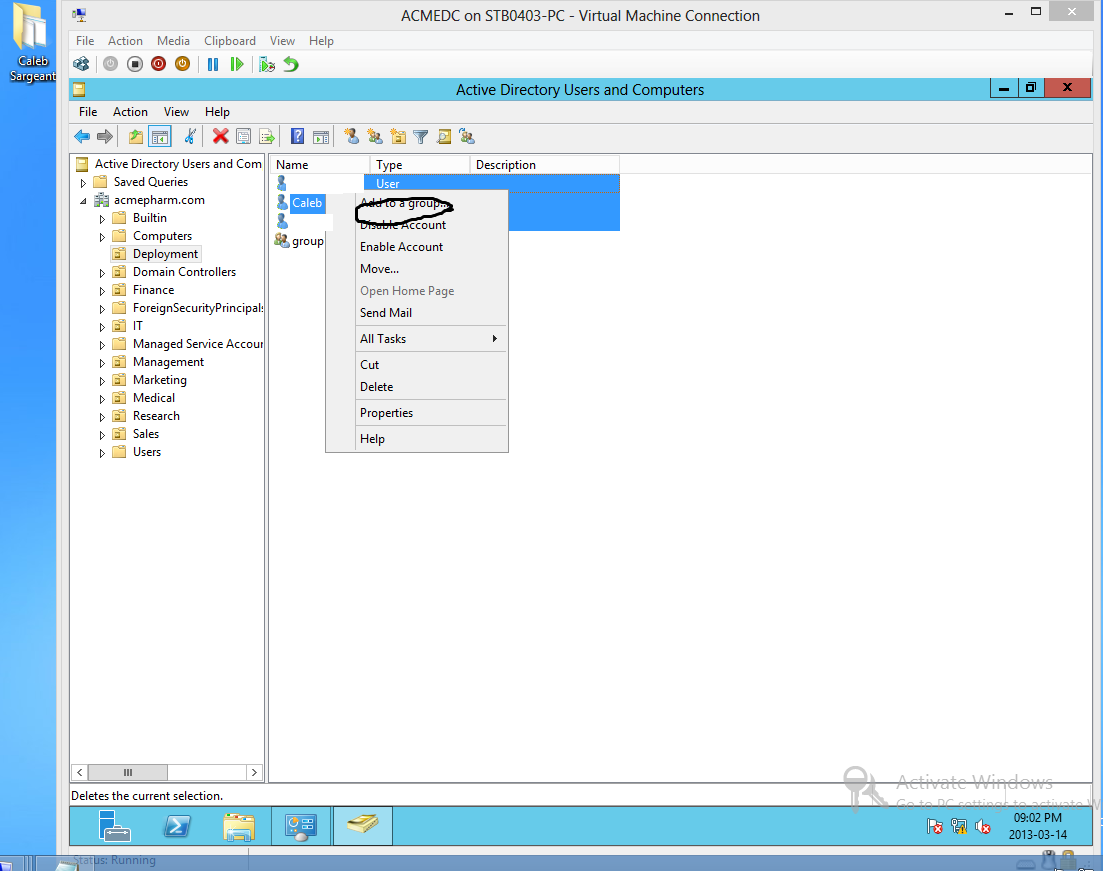 Caleb
Sargeant
ACMEDC on STB0403-PC - Virtual Machine Connection
File Action Media Clipboard View Help
Active Directory Users and Computers
File Action View Help
Active Directory Users and Com
Saved Queries
acmepharm.com
Builtin
Computers
Deployment
Domain Controllers
Finance
ForeignSecurityPrincipals
IT
Managed Service Accour
Management
Marketing
Medical
Research
Sales
Users
Name Type Description
User
Caleb
group
Add to a group...
Disable Account
Enable Account
Move...
Open Home Page
Send Mail
All Tasks
Cut
Delete
Properties
Help
Deletes the current selection.
Activate Windows
Go to PC settings to activate W
09:02 PM
2013-03-14
Status: Running